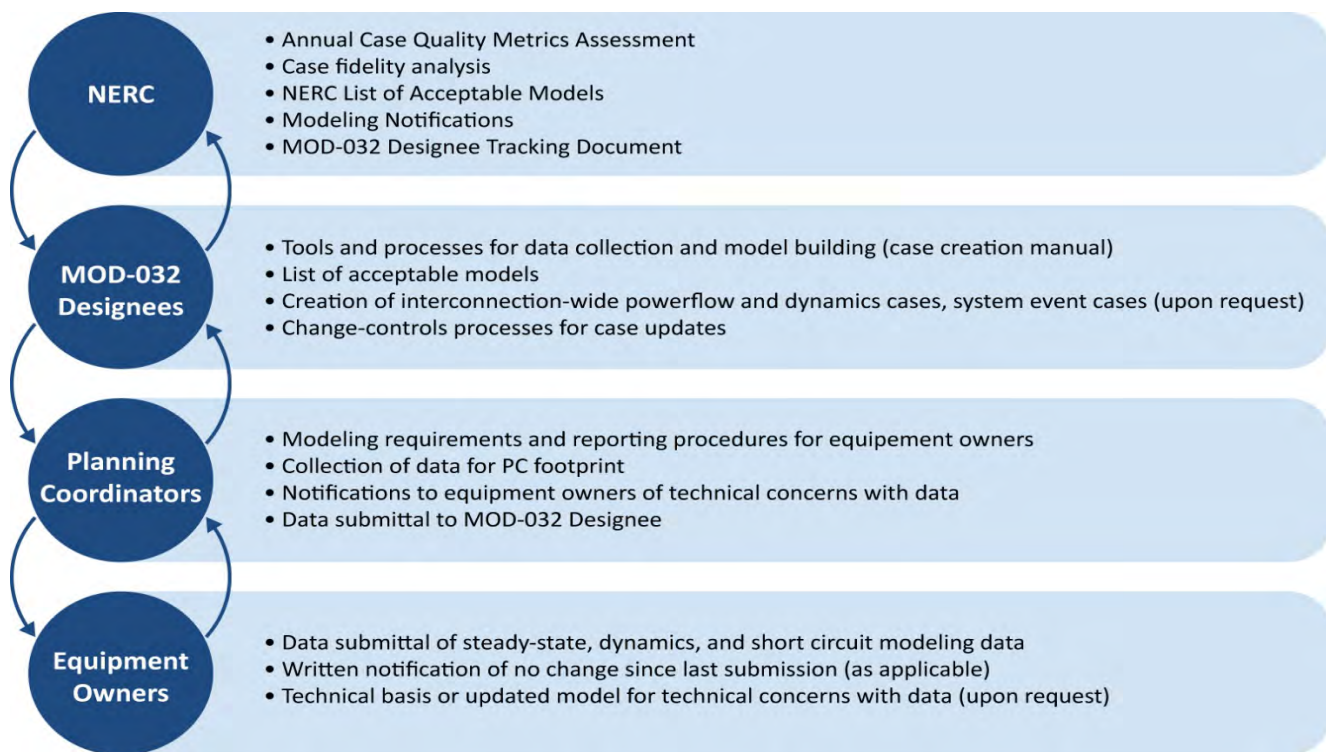 NERC
• Annual Case Quality Metrics Assessment
• Case fidelity analysis
• NERC List of Acceptable Models
• Modeling Notifications
• MOD-032 Designee Tracking Document
MOD-032
Designees
• Tools and processes for data collection and model building (case creation manual)
• List of acceptable models
• Creation of interconnection-wide powerflow and dynamics cases, system event cases (upon request)
• Change-controls processes for case updates
Planning
Coordinators
• Modeling requirements and reporting procedures for equipement owners
• Collection of data for PC footprint
• Notifications to equipment owners of technical concerns with data
• Data submittal to MOD-032 Designee
Equipment
Owners
• Data submittal of steady-state, dynamics, and short circuit modeling data
• Written notification of no change since last submission (as applicable)
• Technical basis or updated model for technical concerns with data (upon request)